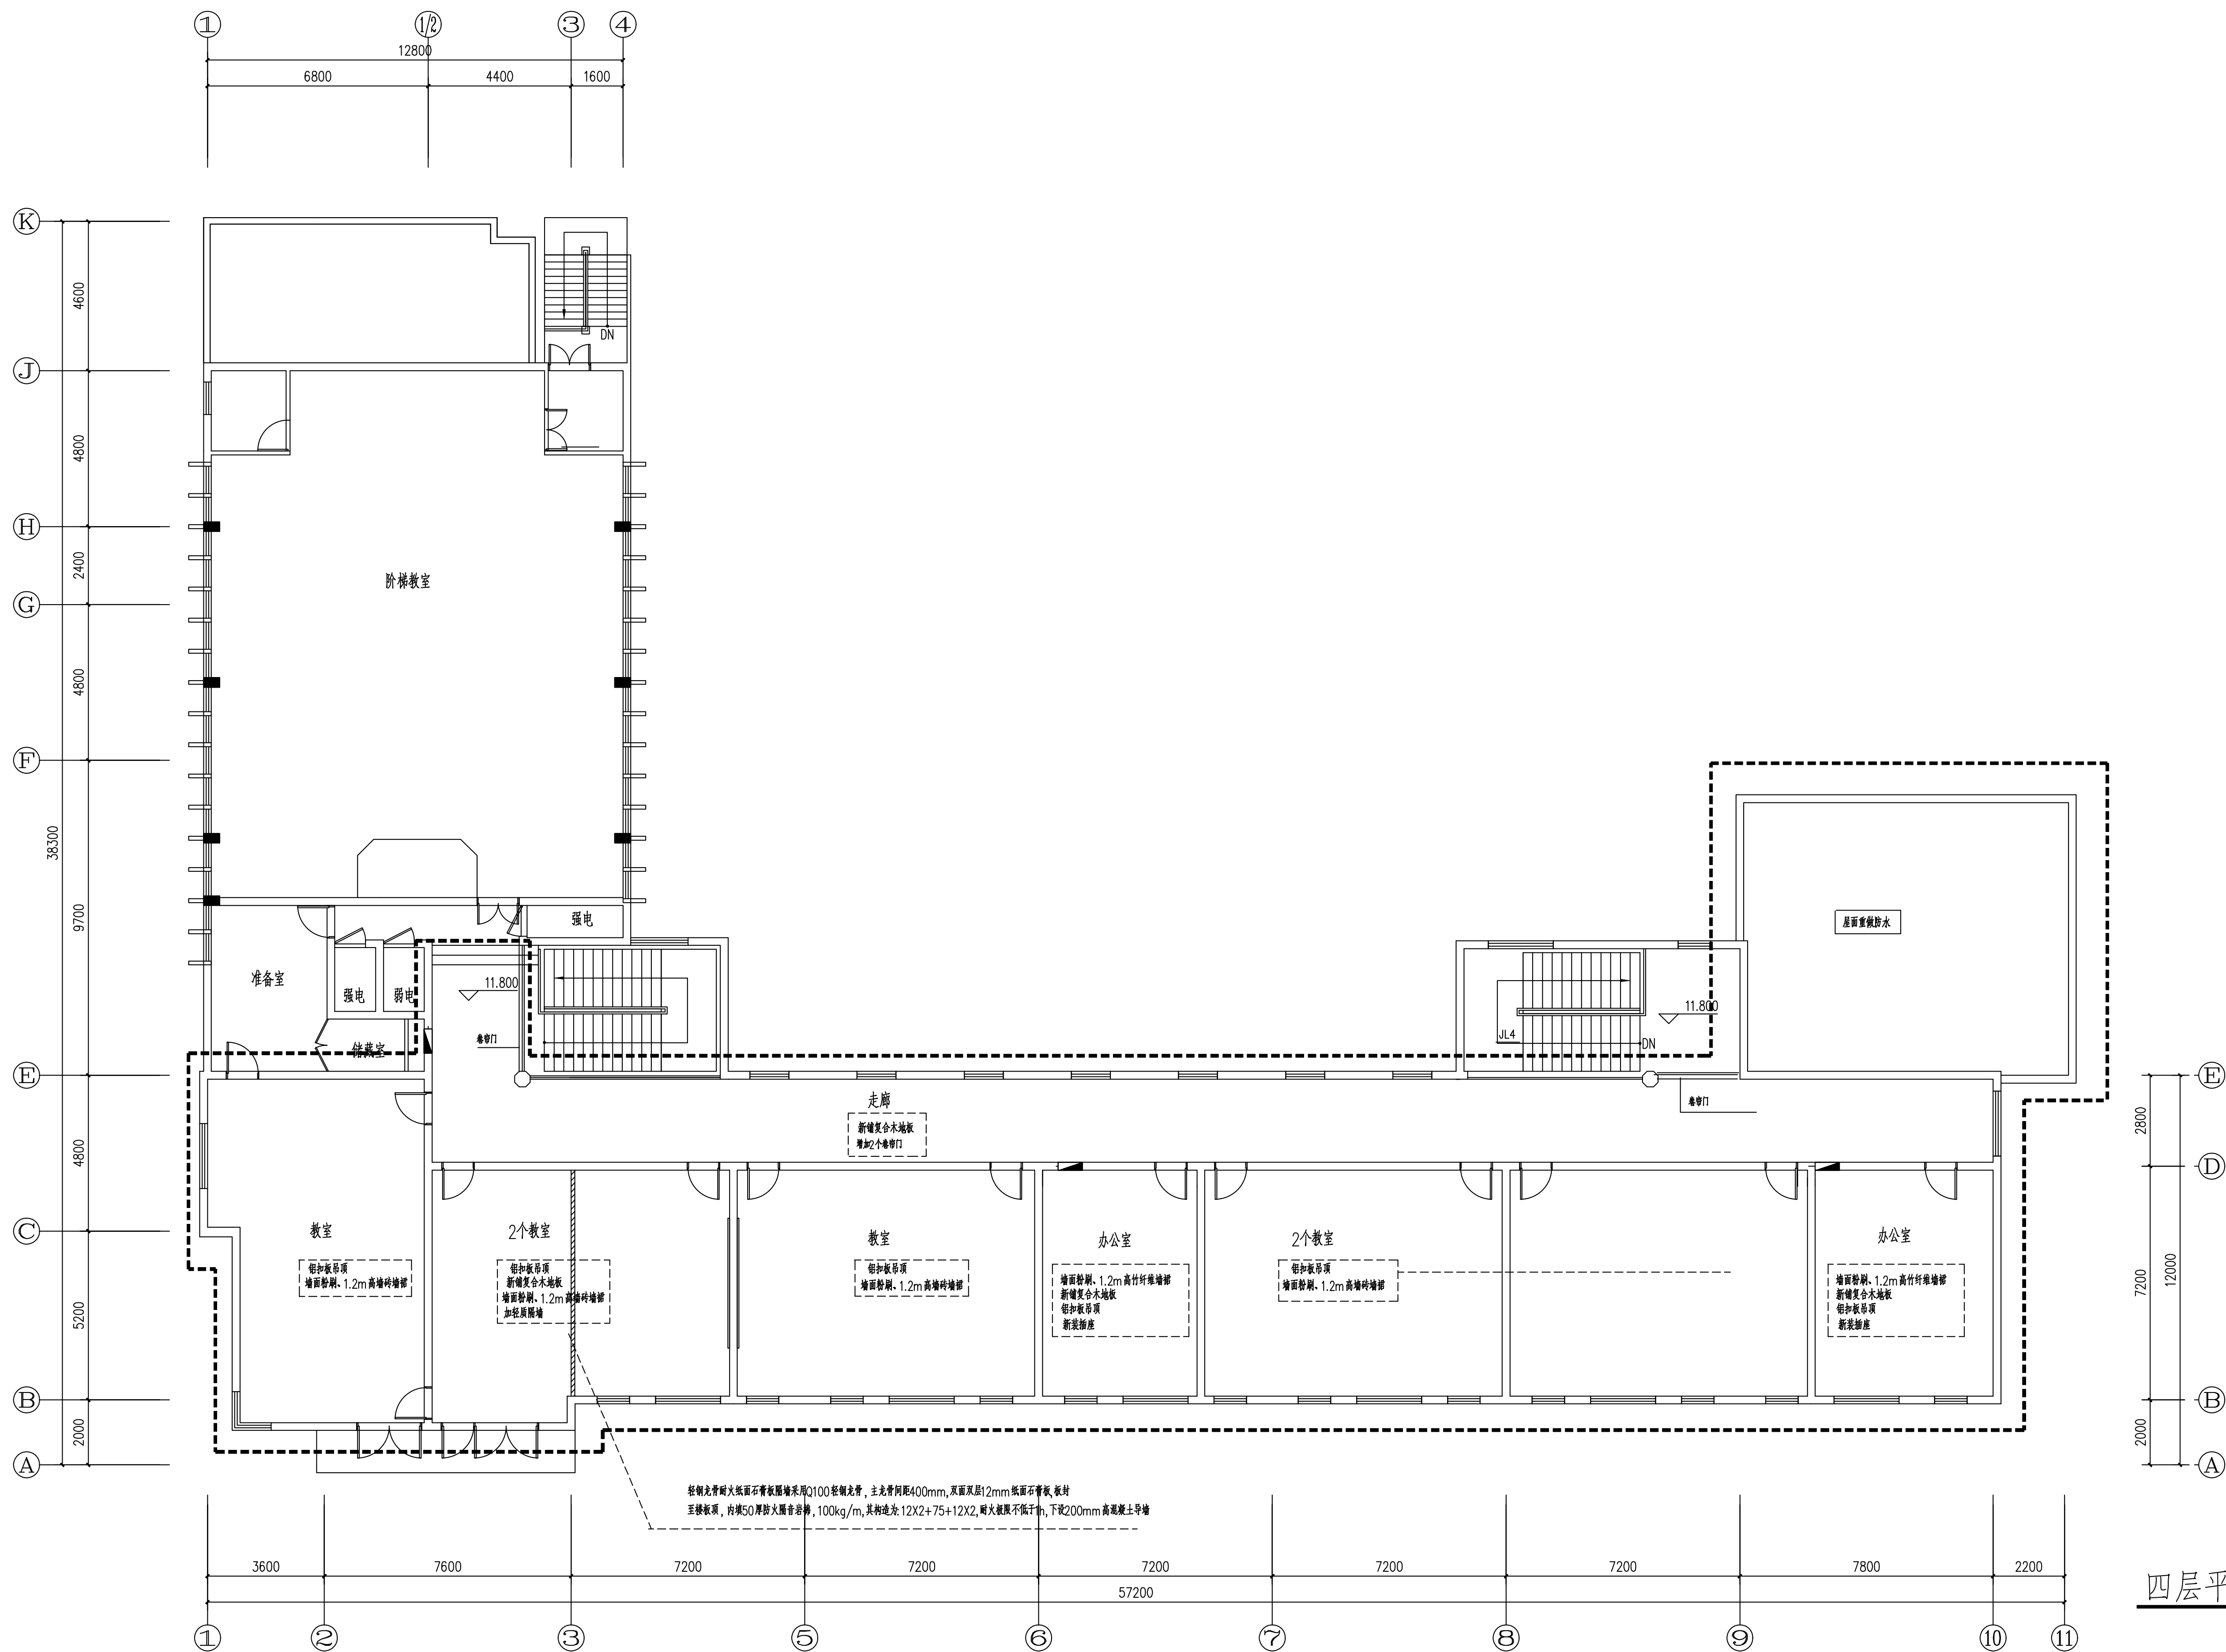 1 1/2 3 4
12800
6800 4400 1600
K
4600
DN
J
4800
H
2400
阶梯教室
G
4800
F
38300
9700
强电
屋面重做防水
准备室
强电 弱电
11.800
11.800
卷帘门
JL4
DN
储藏室
E
E
走廊
卷帘门
新铺复合木地板
增加2个卷帘门
2800
4800
D
C
教室
2个教室
教室
办公室
2个教室
办公室
铝扣板吊顶
墙面粉刷、1.2m高墙砖墙裙
铝扣板吊顶
新铺复合木地板
墙面粉刷、1.2m高墙砖墙裙
加轻质隔墙
铝扣板吊顶
墙面粉刷、1.2m高墙砖墙裙
墙面粉刷、1.2m高竹纤维墙裙
新铺复合木地板
铝扣板吊顶
新装插座
铝扣板吊顶
墙面粉刷、1.2m高墙砖墙裙
墙面粉刷、1.2m高竹纤维墙裙
新铺复合木地板
铝扣板吊顶
新装插座
7200
12000
5200
B
B
2000
2000
A
A
轻钢龙骨耐火纸面石膏板隔墙采用Q100轻钢龙骨,主龙骨间距400mm,双面双层12mm纸面石膏板,板封
至楼板顶,内填50厚防火隔音岩棉,100kg/m,其构造为:12X2+75+12X2,耐火极限不低于1h,下设200mm高混凝土导墙
3600 7600 7200 7200 7200 7200 7200 7800 2200
57200
四层平
1 2 3 5 6 7 8 9 10 11